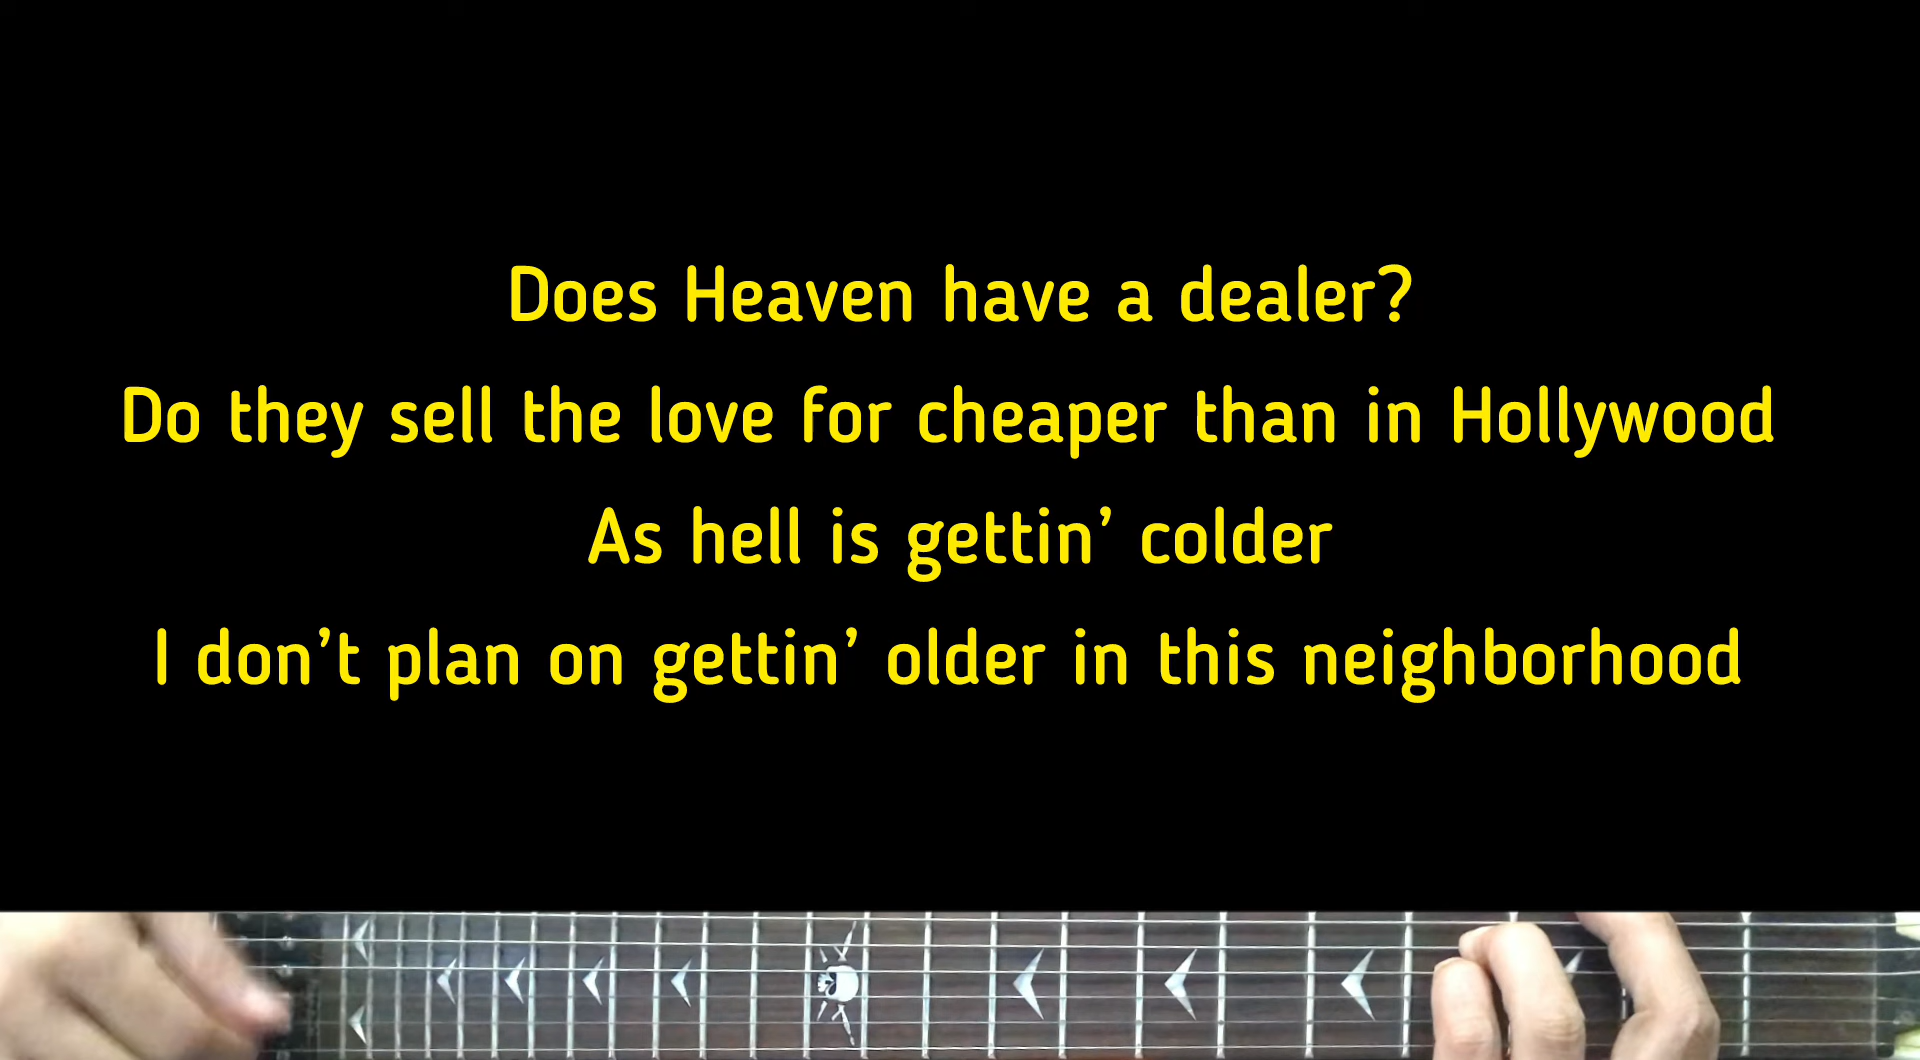 Does Heaven have a dealer?
Do they sell the love for cheaper than in Hollywood
As hell is gettin’ colder
I don’t plan on gettin’ older in this neighborhood